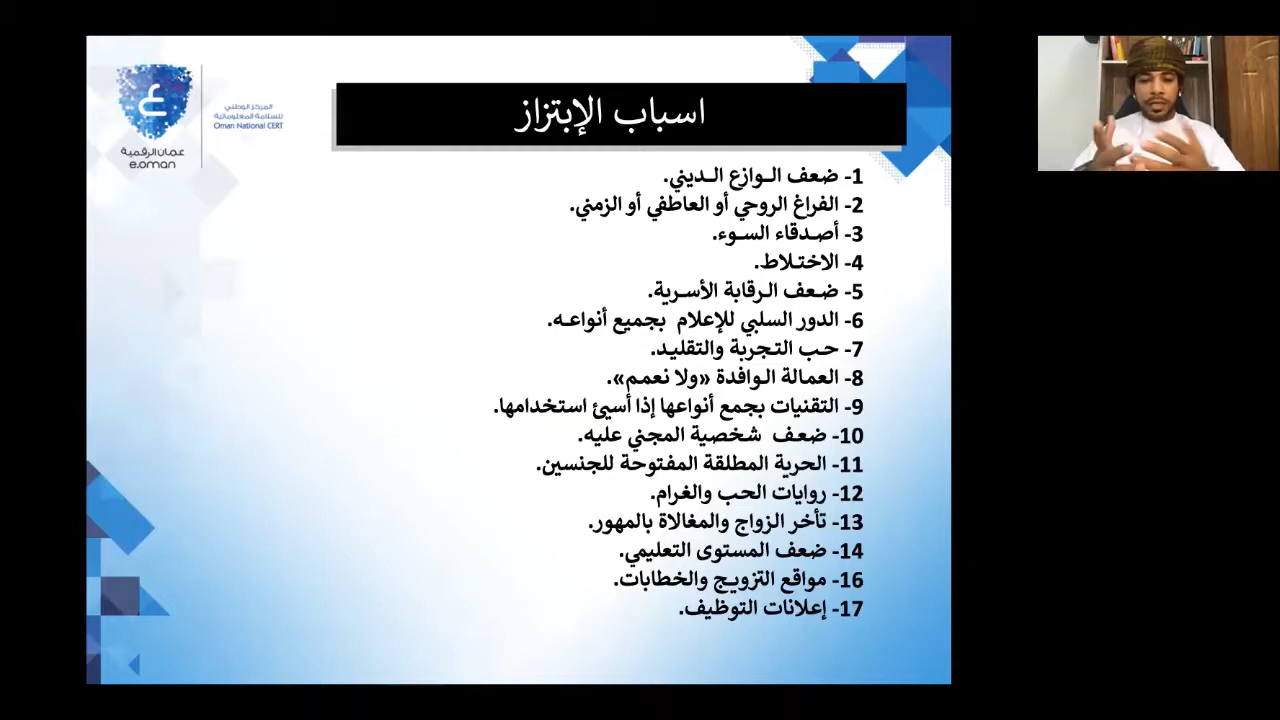 المركز الوطني
للسلامة المعلوماتية
Oman National CERT
عمان الرقمية
e.oman
اسباب الإبتزاز
1- ضعف الوازع الديني.
2- الفراغ الروحي أو العاطفي أو الزمني.
3- أصدقاء السوء.
4- الاختلاط.
5- ضعف الرقابة الأسرية.
6- الدور السلبي للإعلام بجميع أنواعه.
7- حب التجربة والتقليد.
8- العمالة الوافدة «ولا نعمم».
9- التقنيات بجمع أنواعها إذا أسيئ استخدامها.
10- ضعف شخصية المجني عليه.
11- الحرية المطلقة المفتوحة للجنسين.
12- روايات الحب والغرام.
13- تأخر الزواج والمغالاة بالمهور.
14- ضعف المستوى التعليمي.
16- مواقع التزويج والخطابات.
17- إعلانات التوظيف.